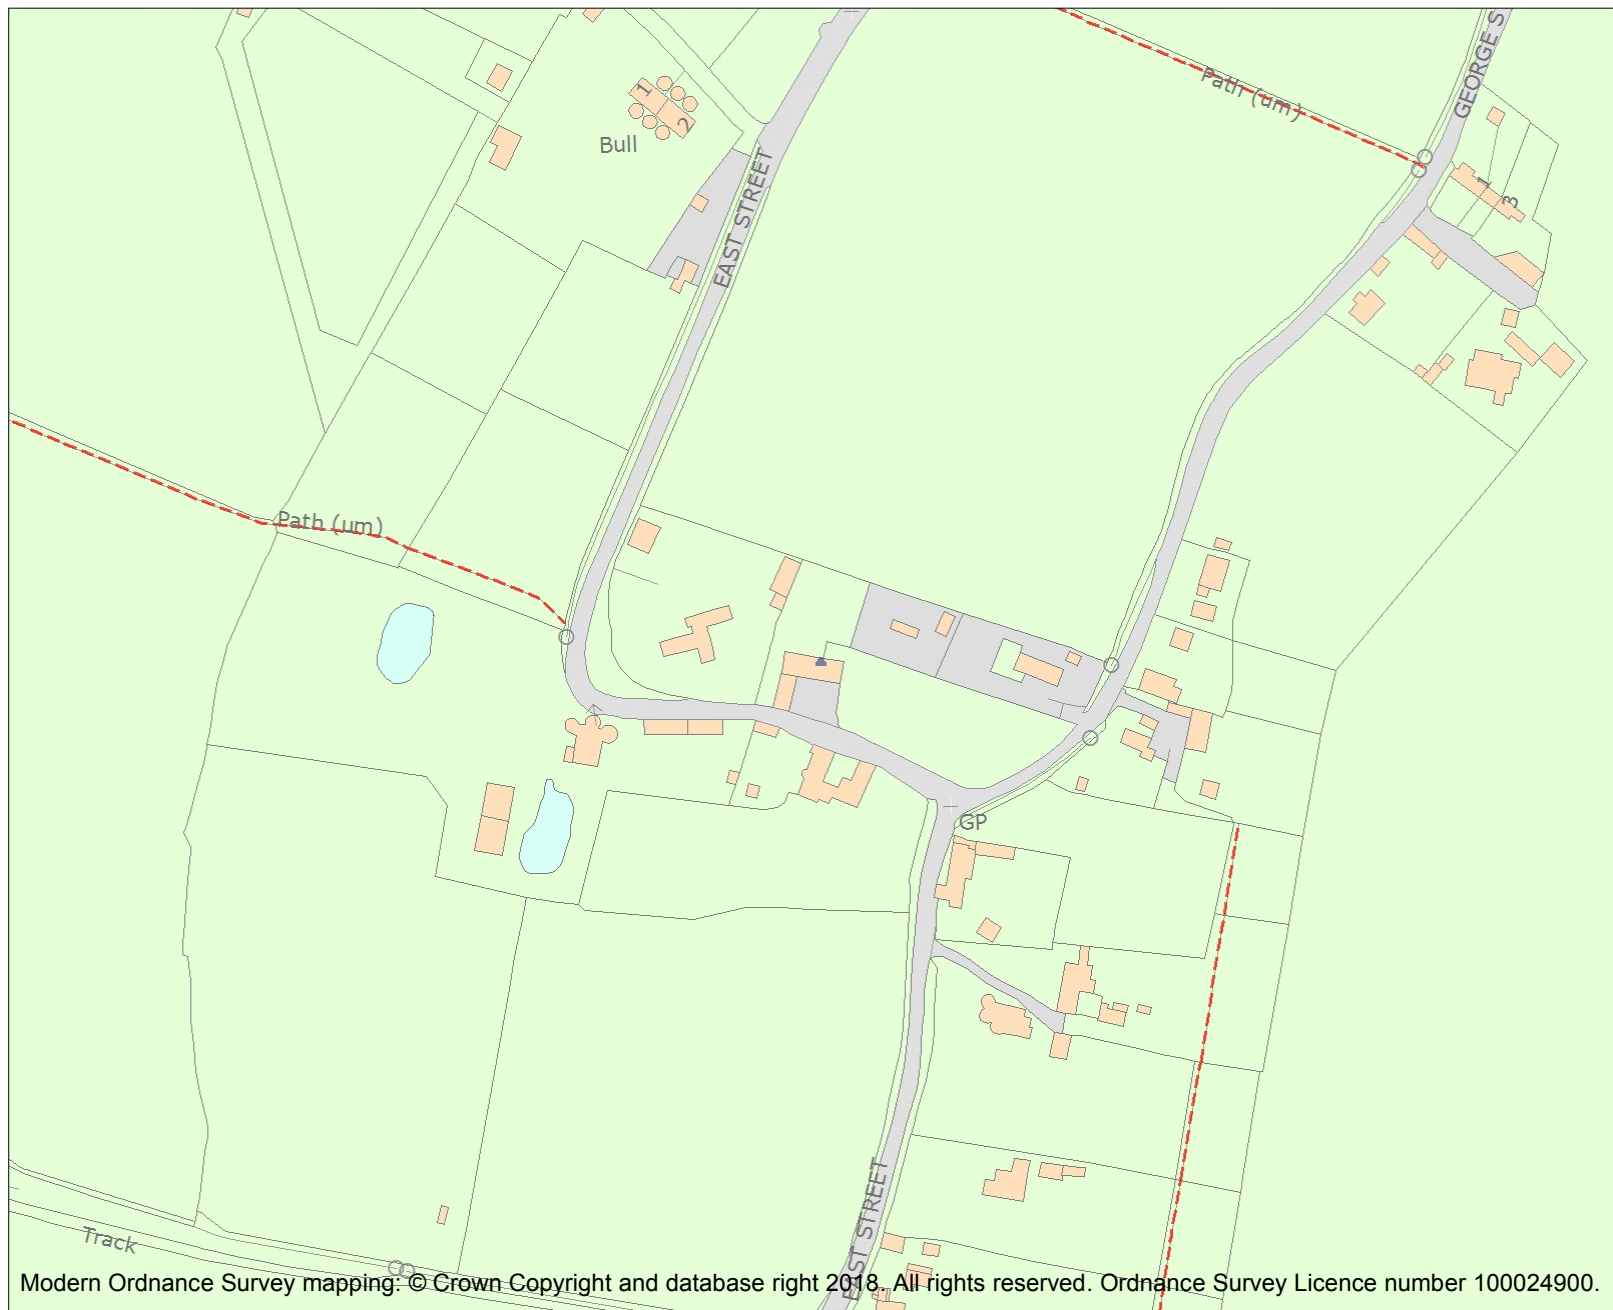 GEORGE S
Path (um)
1
2
Bull
EAST STREET
1
3
Path (um)
GP
EAST STREET
Track
Modern Ordnance Survey mapping: © Crown Copyright and database right 2018. All rights reserved. Ordnance Survey Licence number 100024900.